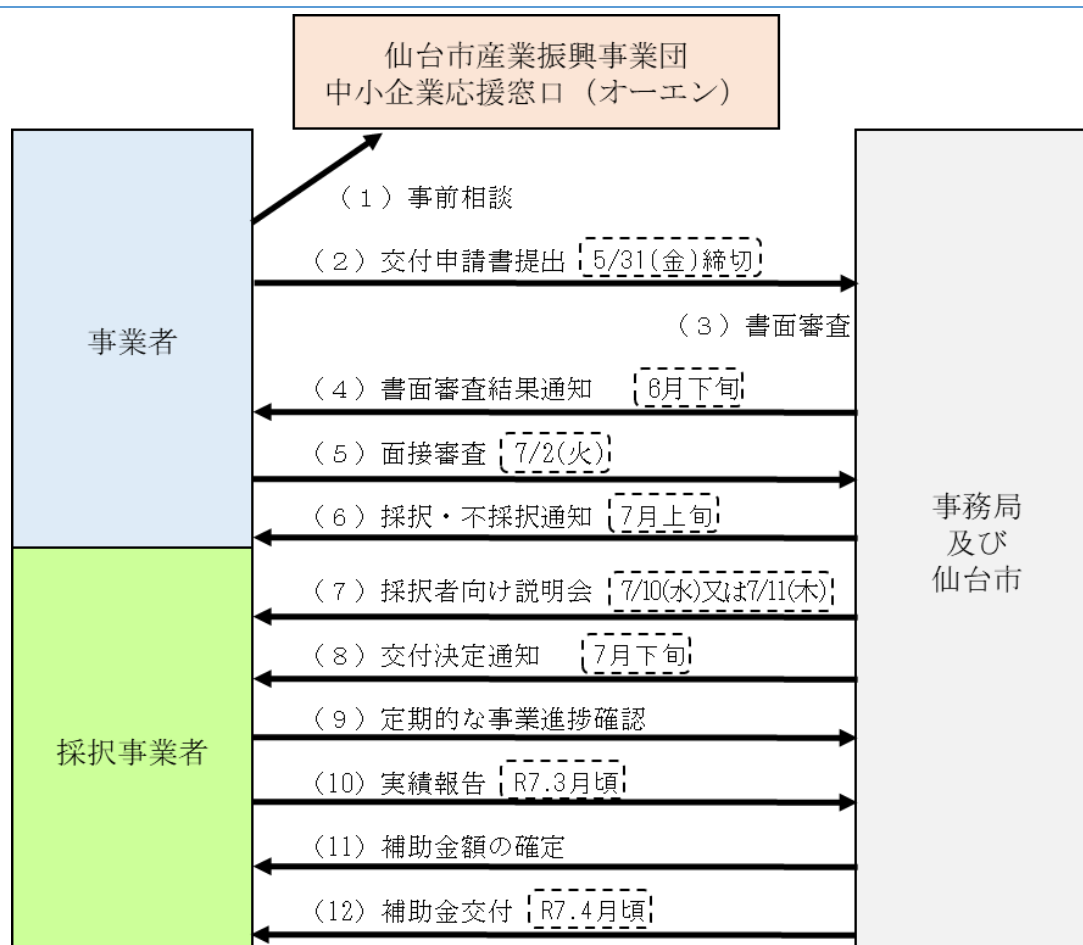 仙台市産業振興事業団
中小企業応援窓口（オーエン）
（１）事前相談
（２）交付申請書提出 5/31(金)締切
（３）書面審査
事業者
（４）書面審査結果通知 6月下旬
（５）面接審査 7/2(火)
（６）採択・不採択通知 7月上旬
事務局
及び
仙台市
（７）採択者向け説明会 7/10(水)又は7/11(木)
（８）交付決定通知 7月下旬
（９）定期的な事業進捗確認
採択事業者
（10）実績報告 R7.3月頃
（11）補助金額の確定
（12）補助金交付 R7.4月頃